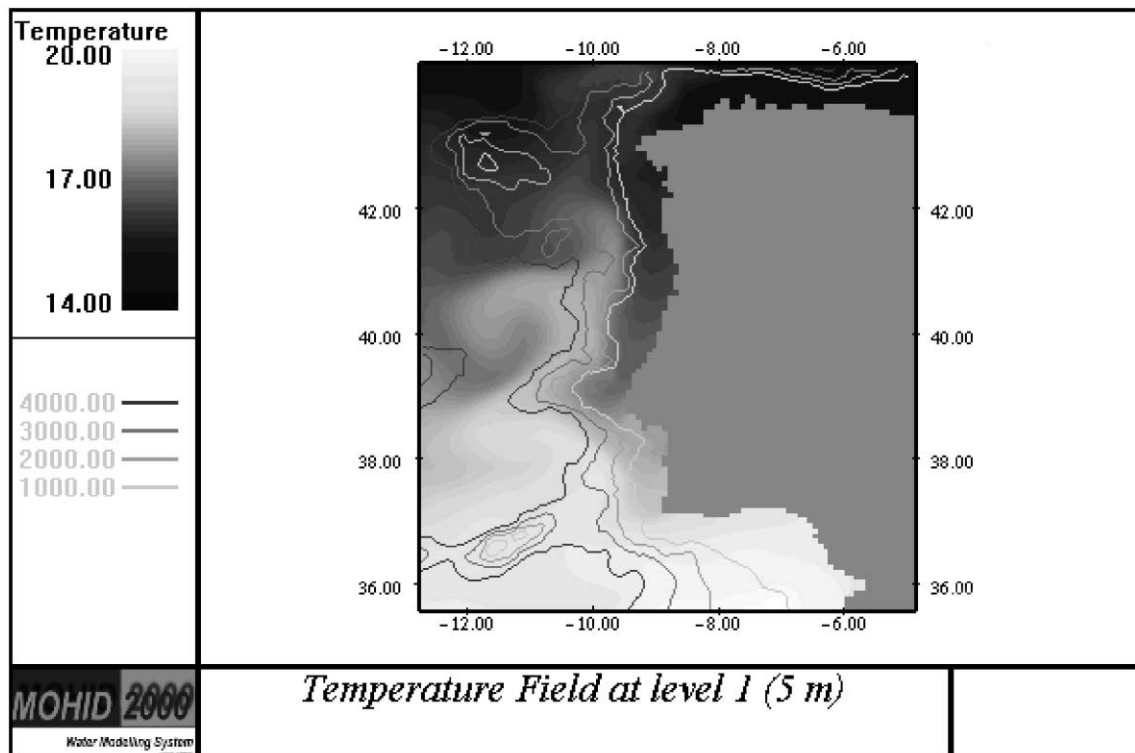 Temperature
20.00
17.00
14.00
4000.00
3000.00
2000.00
1000.00
-12.00 -10.00 -8.00 -6.00
42.00 42.00
40.00 40.00
38.00 38.00
36.00 36.00
-12.00 -10.00 -8.00 -6.00
MOHID 2000
Water Modelling System
Temperature Field at level 1 (5 m)